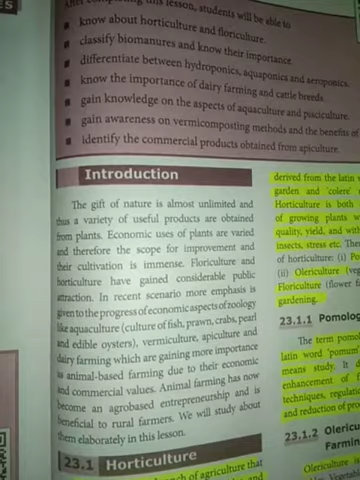 ES
After completing this lesson, students will be able to
know about horticulture and floriculture.
classify biomanures and know their importance.
differentiate between hydroponics, aquaponics and aeroponics.
know the importance of dairy farming and cattle breeds.
gain knowledge on the aspects of aquaculture and pisciculture.
gain awareness on vermicomposting methods and the benefits of
identify the commercial products obtained from apiculture.
Introduction
The gift of nature is almost unlimited and
thus a variety of useful products are obtained
from plants. Economic uses of plants are varied
and therefore the scope for improvement and
their cultivation is immense. Floriculture and
horticulture have gained considerable public
attraction. In recent scenario more emphasis is
given to the progress of economic aspects of zoology
like aquaculture (culture of fish, prawn, crabs, pearl
and edible oysters), vermiculture, apiculture and
dairy farming which are gaining more importance
as animal-based farming due to their economic
and commercial values. Animal farming has now
become an agrobased entrepreneurship and is
beneficial to rural farmers. We will study about
them elaborately in this lesson.
23.1 Horticulture
branch of agriculture that
derived from the latin
garden and 'colere'
Horticulture is both
of growing plants
quality, yield, and with
insects, stress etc. The
of horticulture: (i) Po
(ii) Olericulture (veg
Floriculture (flower fa
gardening.
23.1.1 Pomolog
The term pomol
latin word 'pomum
means study. It d
enhancement of f
techniques, regulati
and reduction of pro
23.1.2 Olericu
Farmin
Olericulture is